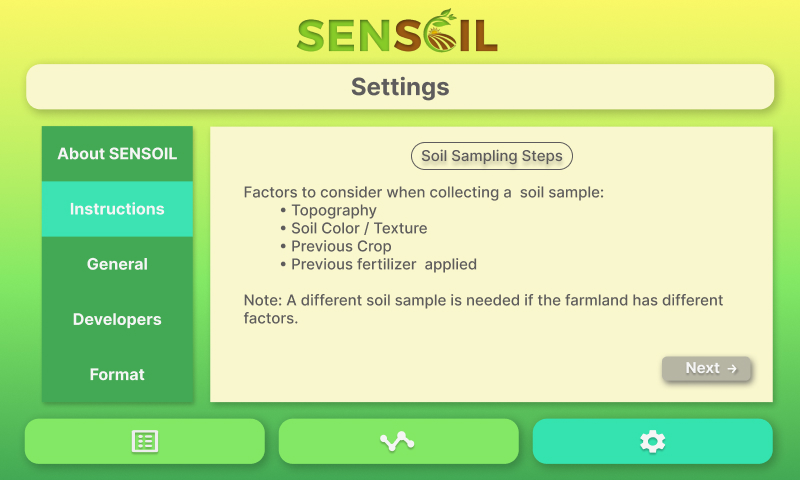 SENSOIL
Settings
About SENSOIL
Instructions
General
Developers
Format
Soil Sampling Steps
Factors to consider when collecting a  soil sample:
• Topography
• Soil Color / Texture
• Previous Crop
• Previous fertilizer  applied
Note: A different soil sample is needed if the farmland has different
factors.
Next →